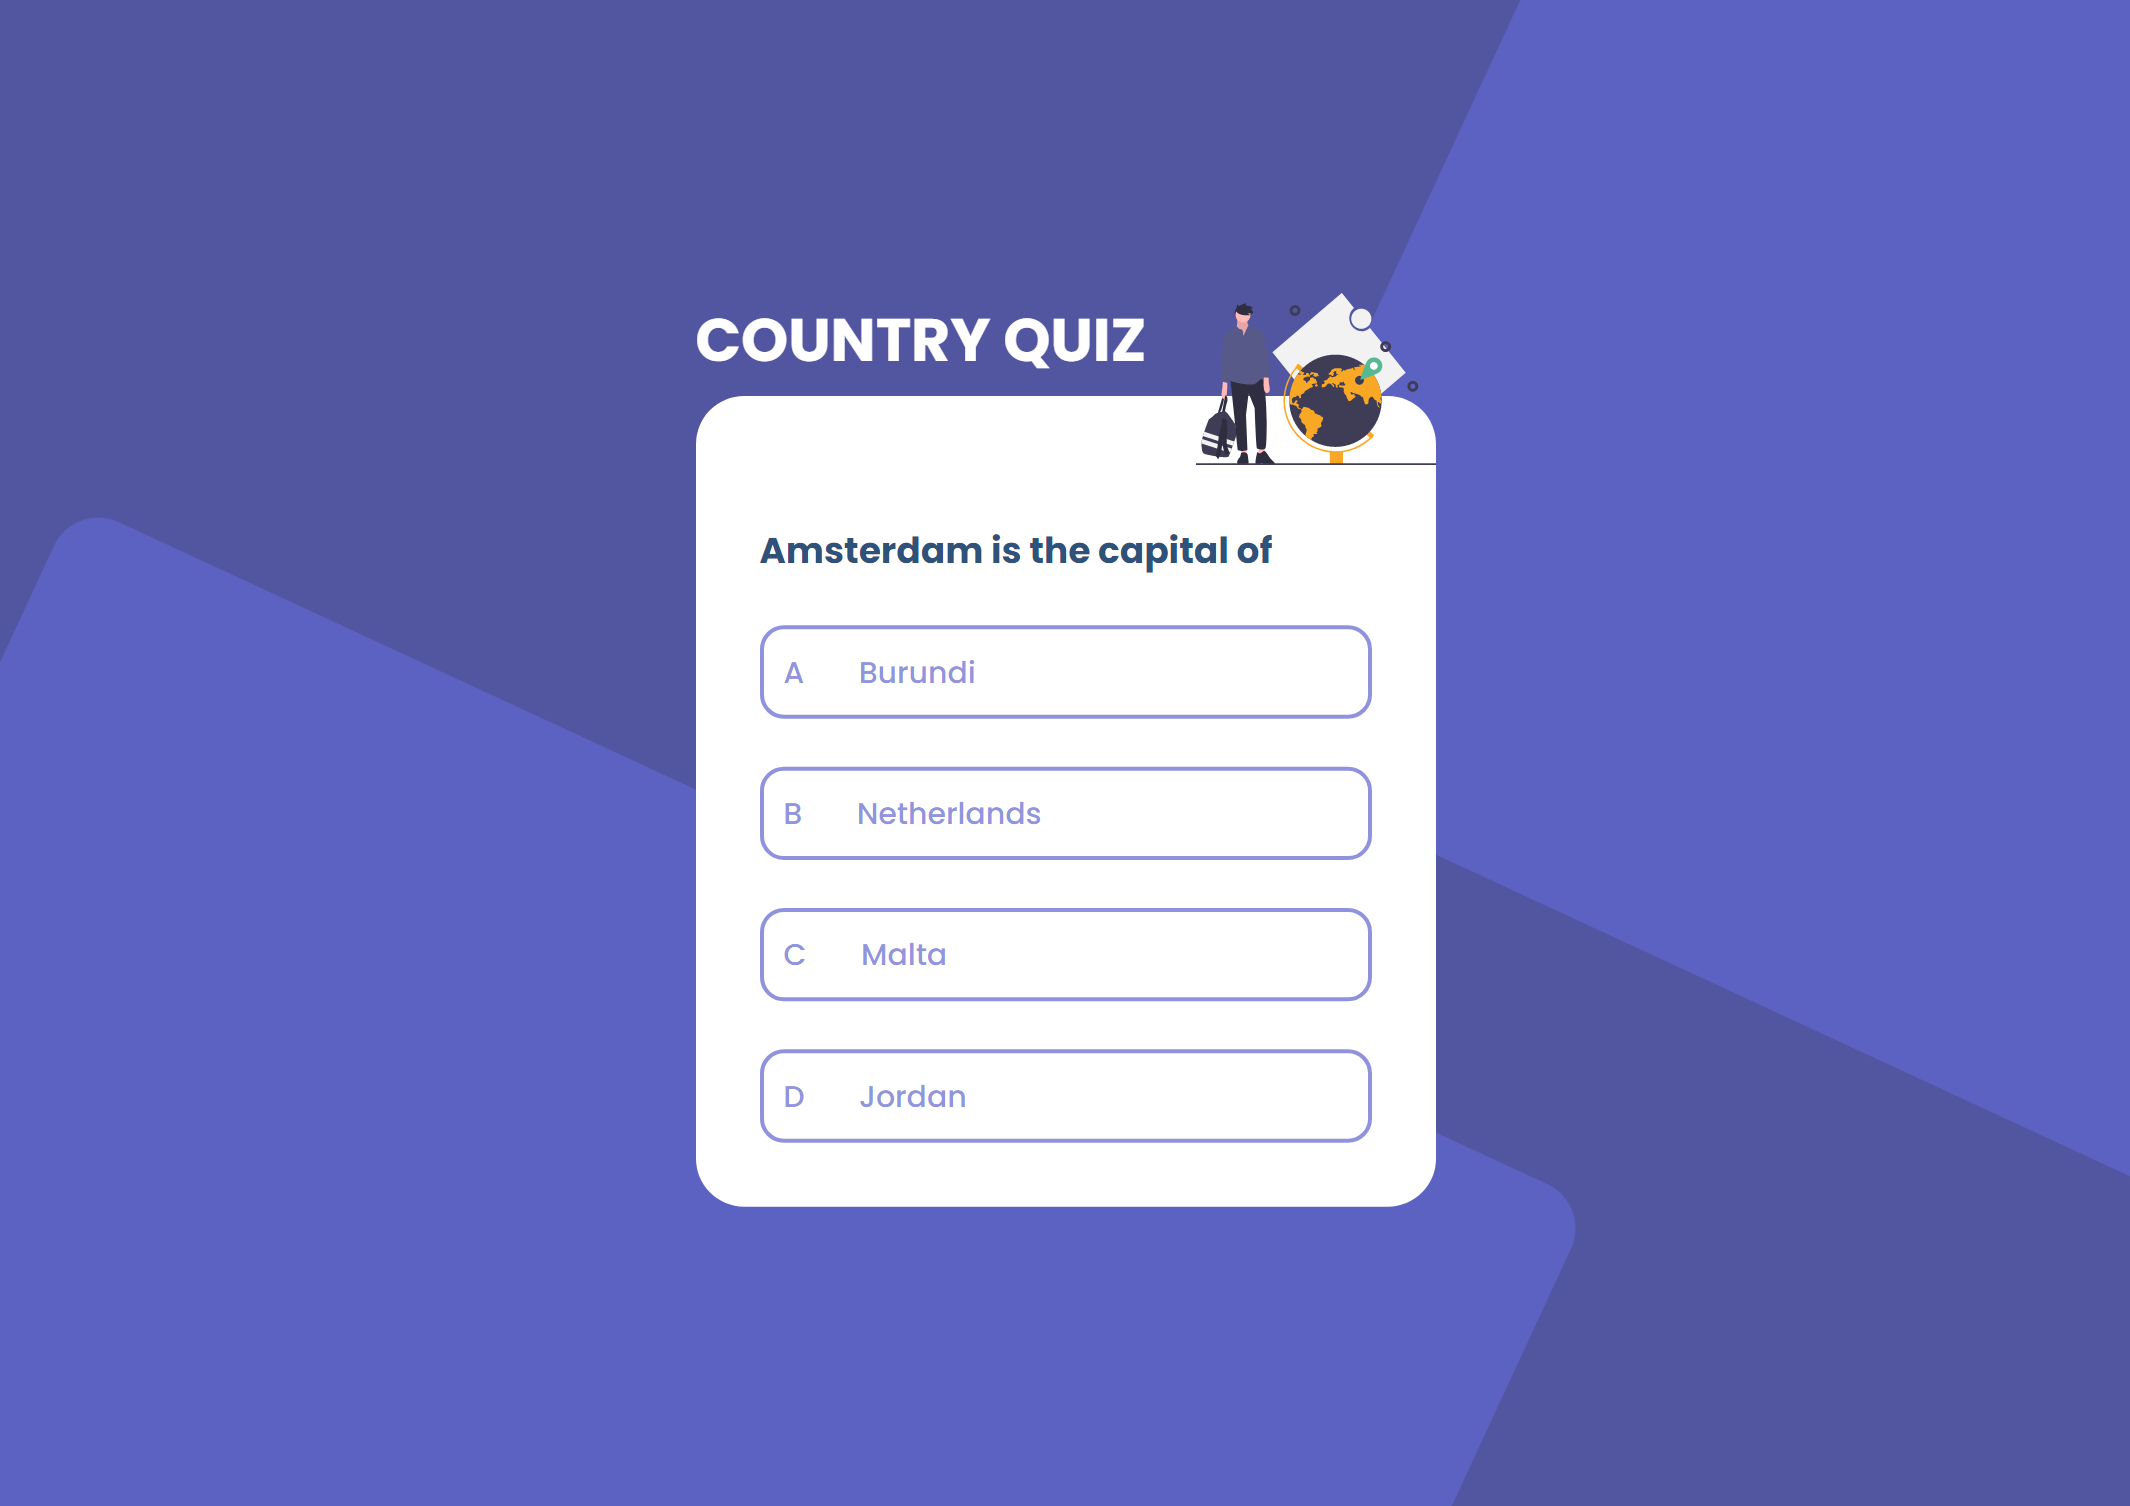 COUNTRY QUIZ
Amsterdam is the capital of
A Burundi
B Netherlands
C Malta
D Jordan